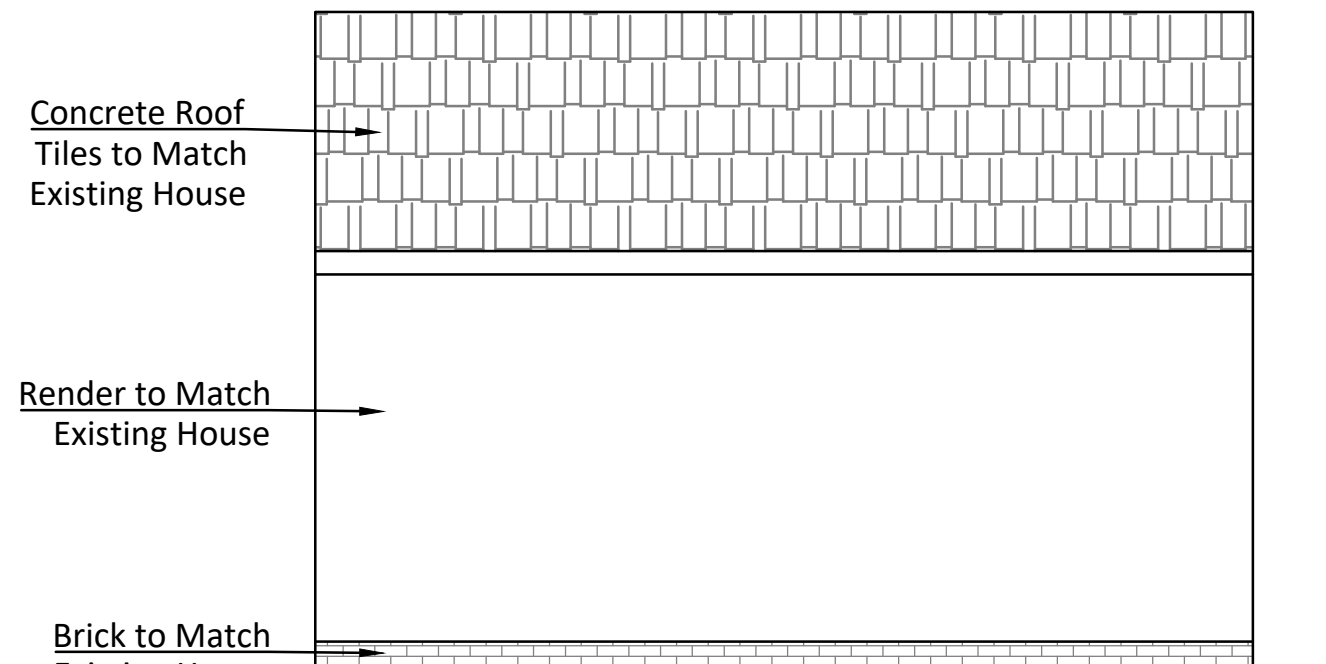 Concrete Roof
Tiles to Match
Existing House
Render to Match
Existing House
Brick to Match